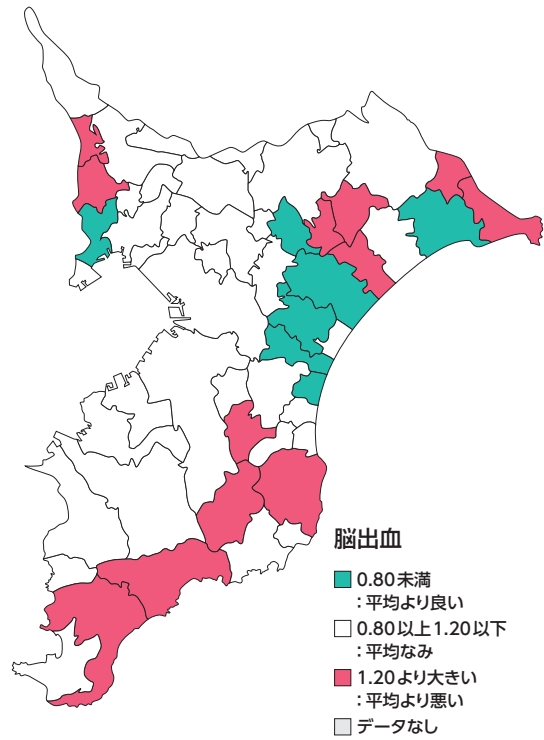 脳出血
0.80未満
：平均より良い
0.80以上1.20以下
：平均なみ
1.20より大きい
：平均より悪い
データなし